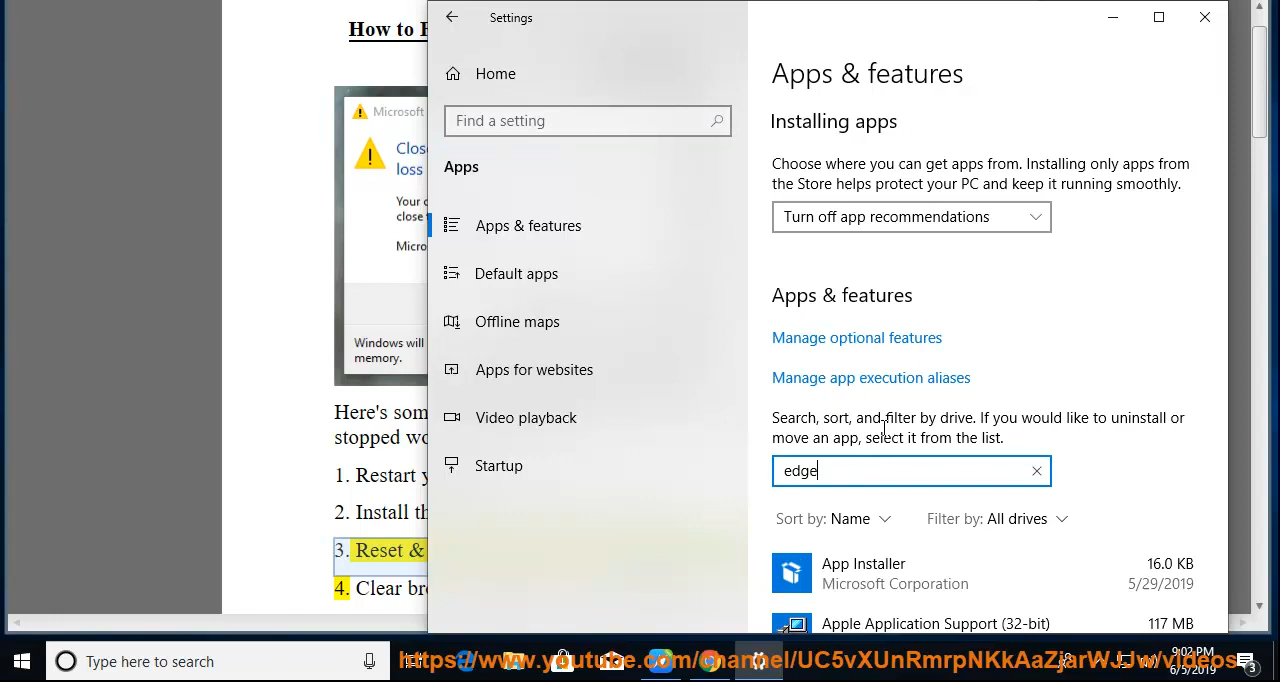 How to
Microsoft
Close
loss
Your
close
Micro
Windows will
memory.
Here's som
stopped wo
1. Restart y
2. Install th
3. Reset &
4. Clear bro
Settings
Home
Find a setting
Apps
Apps & features
Default apps
Offline maps
Apps for websites
Video playback
Startup
Apps & features
Installing apps
Choose where you can get apps from. Installing only apps from
the Store helps protect your PC and keep it running smoothly.
Turn off app recommendations
Apps & features
Manage optional features
Manage app execution aliases
Search, sort, and filter by drive. If you would like to uninstall or
move an app, select it from the list.
edge
Sort by: Name
Filter by: All drives
App Installer 16.0 KB
Microsoft Corporation 5/29/2019
Apple Application Support (32-bit) 117 MB
Type here to search
https://www.youtube.com/channel/UC5vXUnRmrpNKkAaZjarWJJw/videos
9:02 PM
6/5/2019
3